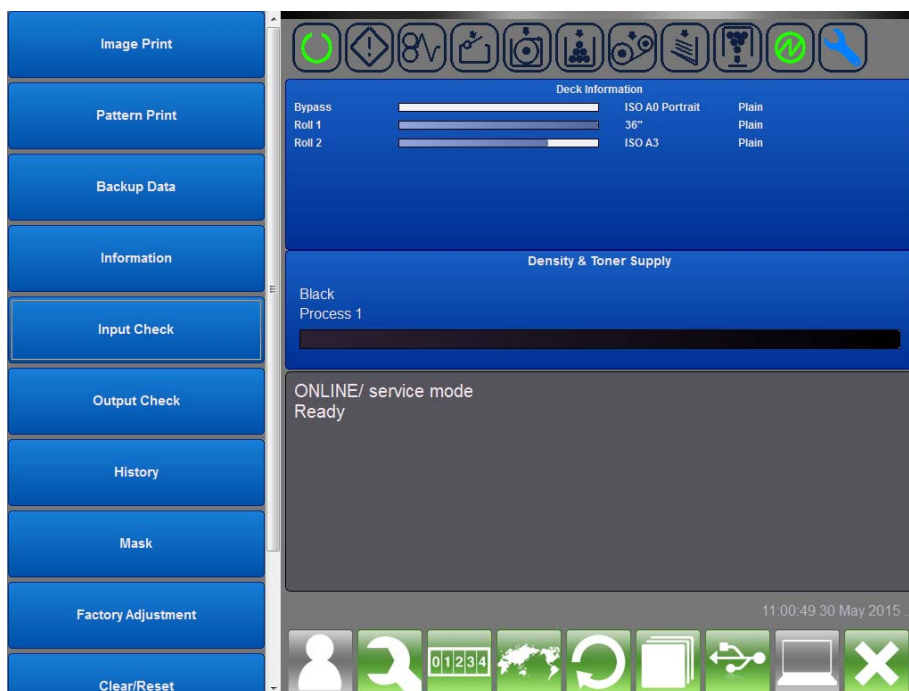 Image Print
Pattern Print
Backup Data
Information
Input Check
Output Check
History
Mask
Factory Adjustment
Clear/Reset
Deck Information
Bypass ISO A0 Portrait Plain
Roll 1 36" Plain
Roll 2 ISO A3 Plain
Density & Toner Supply
Black
Process 1
ONLINE/ service mode
Ready
11:00:49 30 May 2015 .
01234